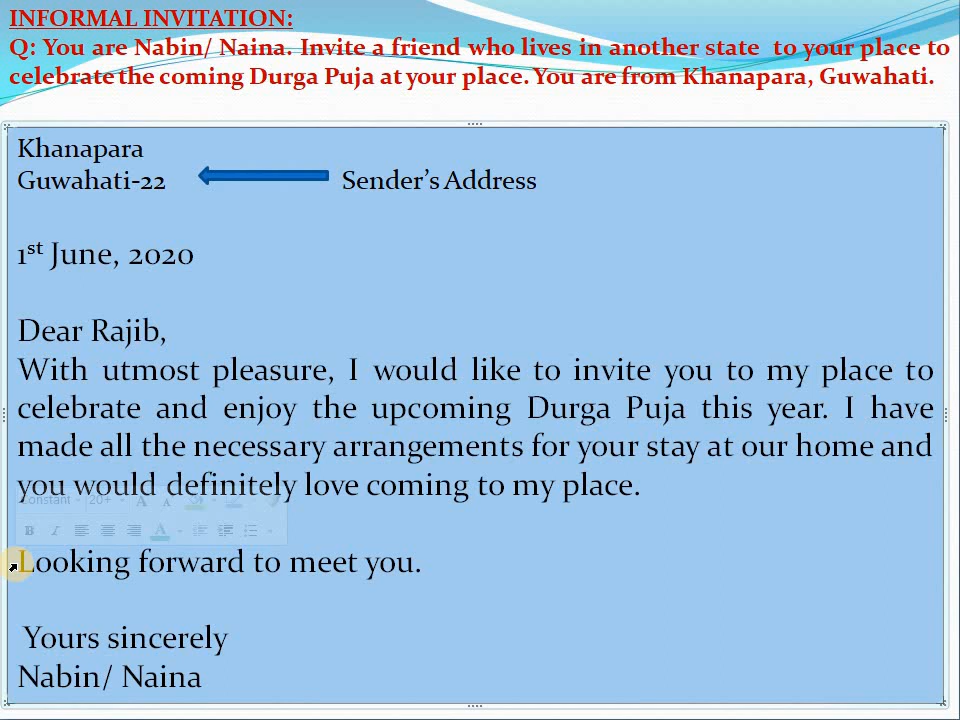 INFORMAL INVITATION:
Q: You are Nabin/ Naina. Invite a friend who lives in another state to your place to
celebrate the coming Durga Puja at your place. You are from Khanapara, Guwahati.
Khanapara
Guwahati-22 Sender's Address
1st June, 2020
Dear Rajib,
With utmost pleasure, I would like to invite you to my place to
celebrate and enjoy the upcoming Durga Puja this year. I have
made all the necessary arrangements for your stay at our home and
you would definitely love coming to my place.
20+ A A
B I A
Looking forward to meet you.
Yours sincerely
Nabin/ Naina